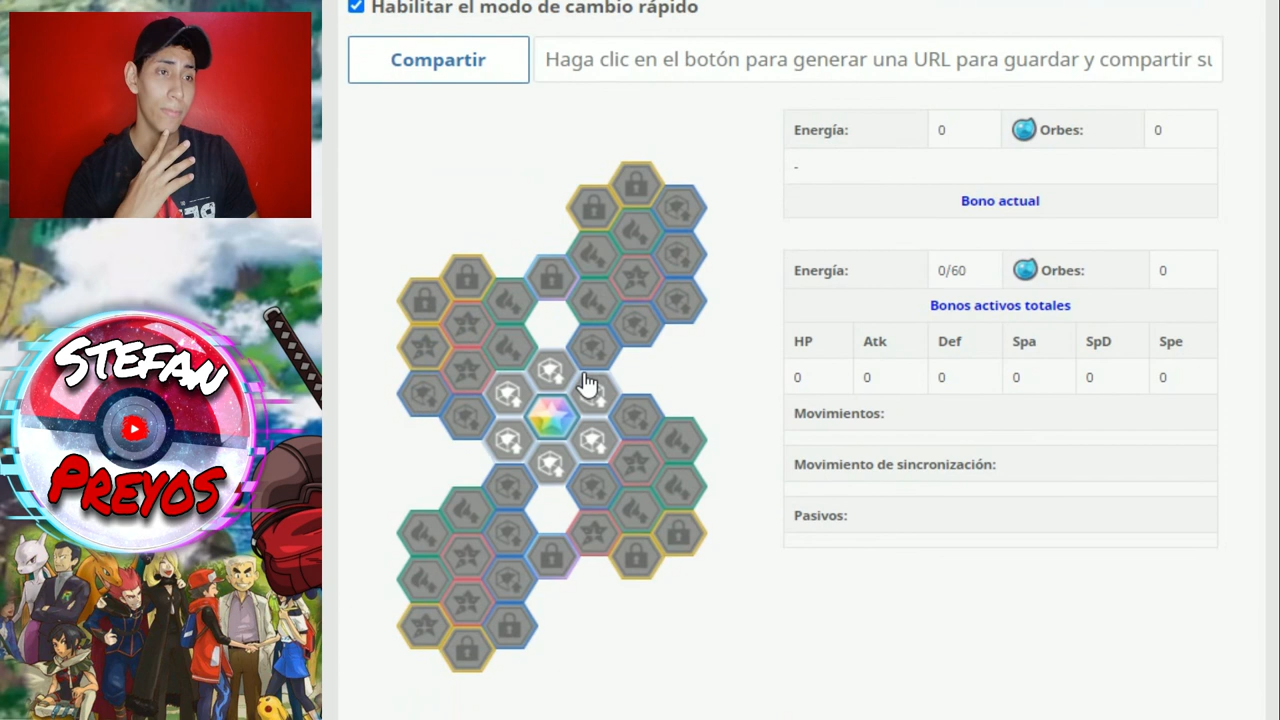 Habilitar el modo de cambio rápido
Compartir
Haga clic en el botón para generar una URL para guardar y compartir su
Energía: 0 Orbes: 0
-
Bono actual
Energía: 0/60 Orbes: 0
Bonos activos totales
HP Atk Def Spa SpD Spe
0 0 0 0 0 0
Movimientos:
Movimiento de sincronización:
Pasivos:
STEFAN
PREYOS